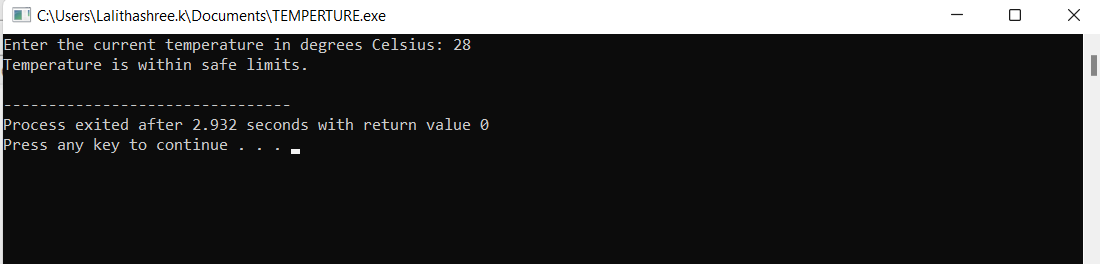 C:\Users\Lalithashree.k\Documents\TEMPERTURE.exe
Enter the current temperature in degrees Celsius: 28
Temperature is within safe limits.
--------------------------------
Process exited after 2.932 seconds with return value 0
Press any key to continue . . .